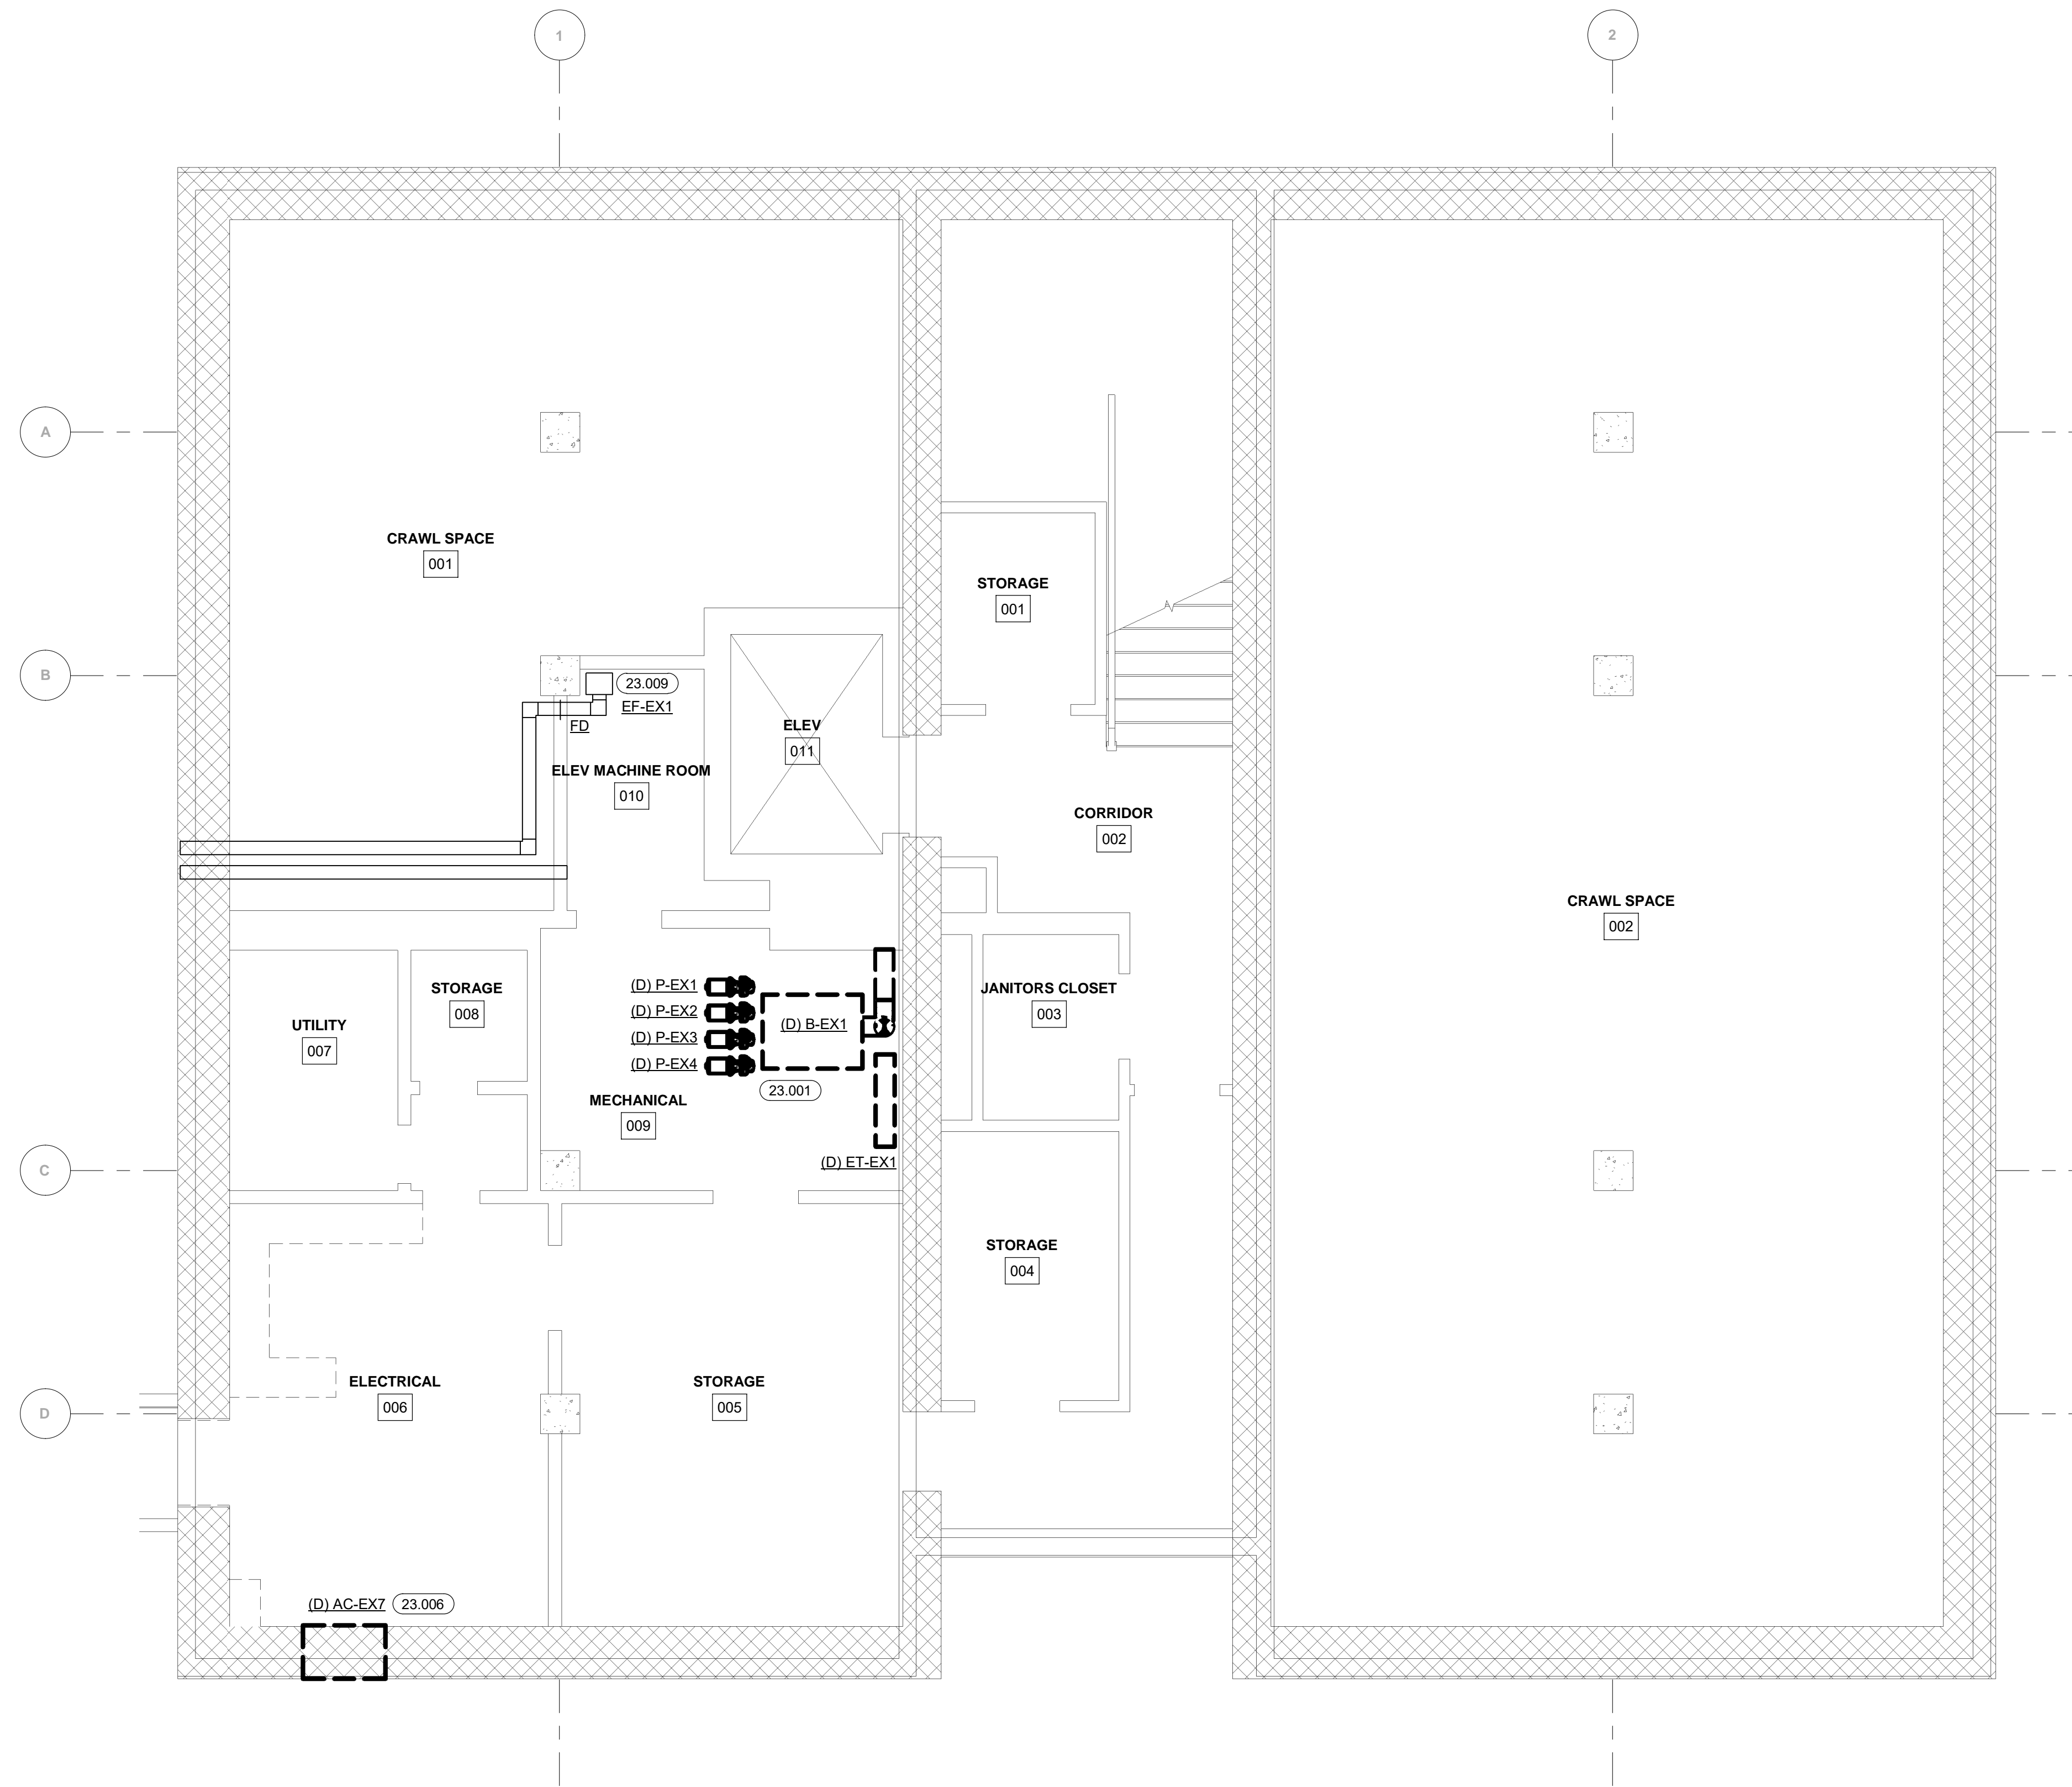 1
2
A
CRAWL SPACE
001
STORAGE
001
B
23.009
EF-EX1
FD
ELEV
011
ELEV MACHINE ROOM
010
CORRIDOR
002
CRAWL SPACE
002
(D) P-EX1
(D) P-EX2
(D) P-EX3
(D) P-EX4
(D) B-EX1
23.001
STORAGE
008
UTILITY
007
JANITORS CLOSET
003
MECHANICAL
009
(D) ET-EX1
C
STORAGE
004
ELECTRICAL
006
STORAGE
005
D
(D) AC-EX7
23.006